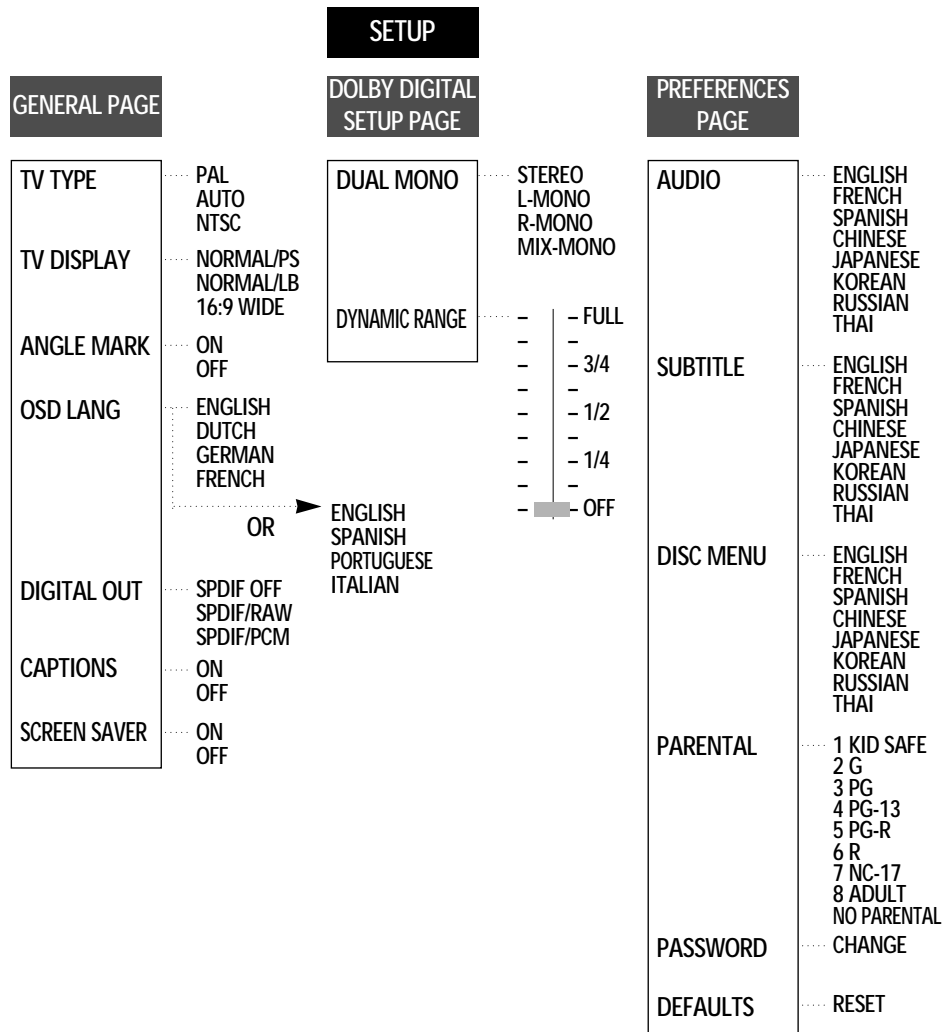 SETUP
GENERAL PAGE
TV TYPE
PAL
AUTO
NTSC
TV DISPLAY
NORMAL/PS
NORMAL/LB
16:9 WIDE
ANGLE MARK
ON
OFF
OSD LANG
ENGLISH
DUTCH
GERMAN
FRENCH
OR
ENGLISH
SPANISH
PORTUGUESE
ITALIAN
DIGITAL OUT
SPDIF OFF
SPDIF/RAW
SPDIF/PCM
CAPTIONS
ON
OFF
SCREEN SAVER
ON
OFF
DOLBY DIGITAL
SETUP PAGE
DUAL MONO
STEREO
L-MONO
R-MONO
MIX-MONO
DYNAMIC RANGE
– – FULL
– –
– – 3/4
– –
– – 1/2
– –
– – 1/4
– –
– – OFF
PREFERENCES
PAGE
AUDIO
ENGLISH
FRENCH
SPANISH
CHINESE
JAPANESE
KOREAN
RUSSIAN
THAI
SUBTITLE
ENGLISH
FRENCH
SPANISH
CHINESE
JAPANESE
KOREAN
RUSSIAN
THAI
DISC MENU
ENGLISH
FRENCH
SPANISH
CHINESE
JAPANESE
KOREAN
RUSSIAN
THAI
PARENTAL
1 KID SAFE
2 G
3 PG
4 PG-13
5 PG-R
6 R
7 NC-17
8 ADULT
NO PARENTAL
PASSWORD
CHANGE
DEFAULTS
RESET